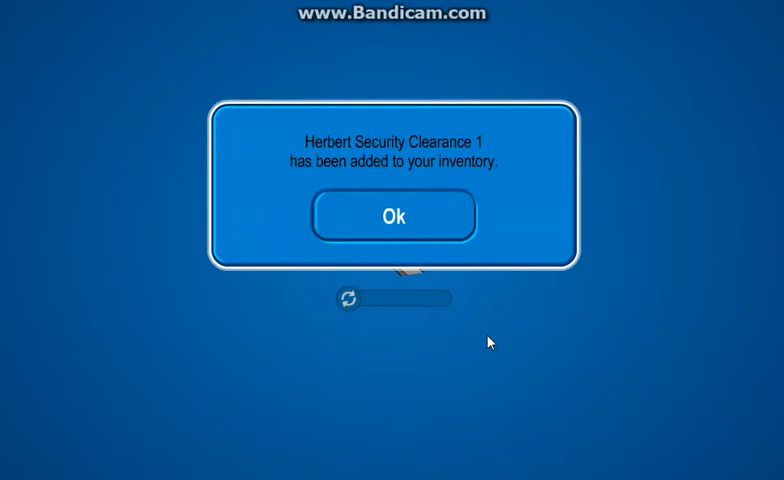 www.Bandicam.com
Herbert Security Clearance 1
has been added to your inventory.
Ok